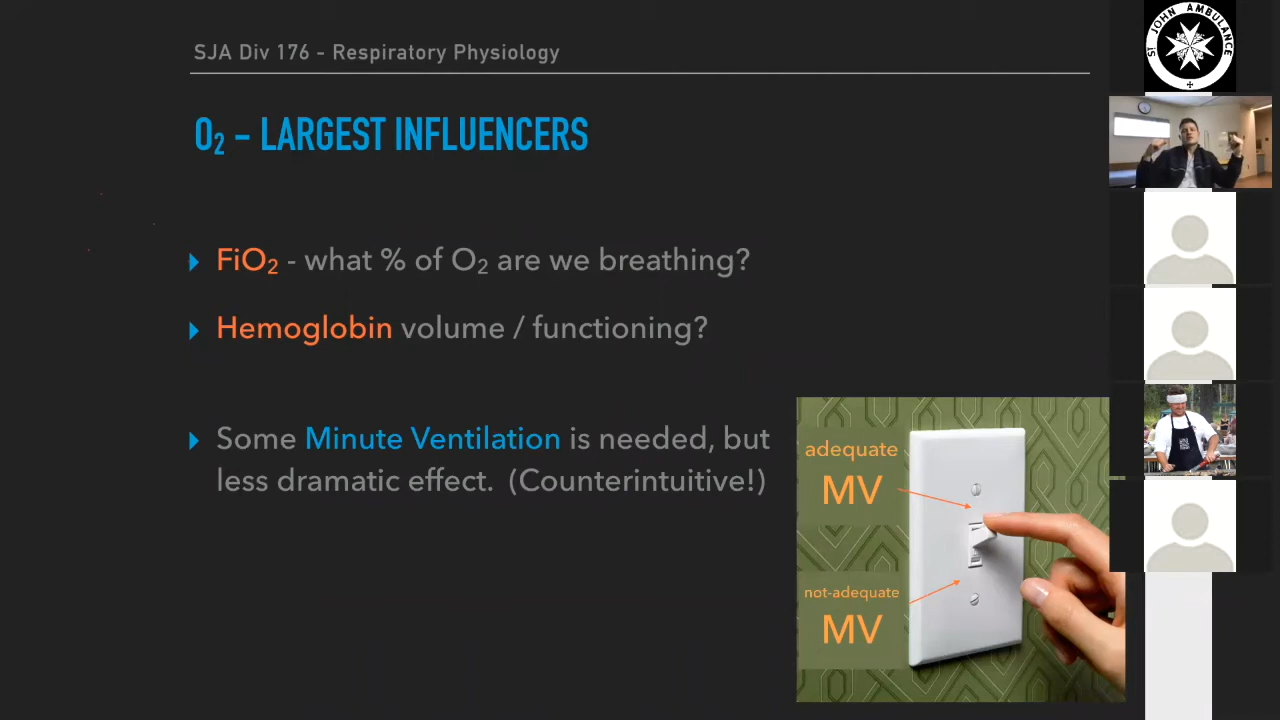 SJA Div 176 - Respiratory Physiology
O₂ – LARGEST INFLUENCERS
FiO₂ - what % of O₂ are we breathing?
Hemoglobin volume / functioning?
Some Minute Ventilation is needed, but
less dramatic effect. (Counterintuitive!)
adequate
MV
not-adequate
MV
St JOHN AMBULANCE